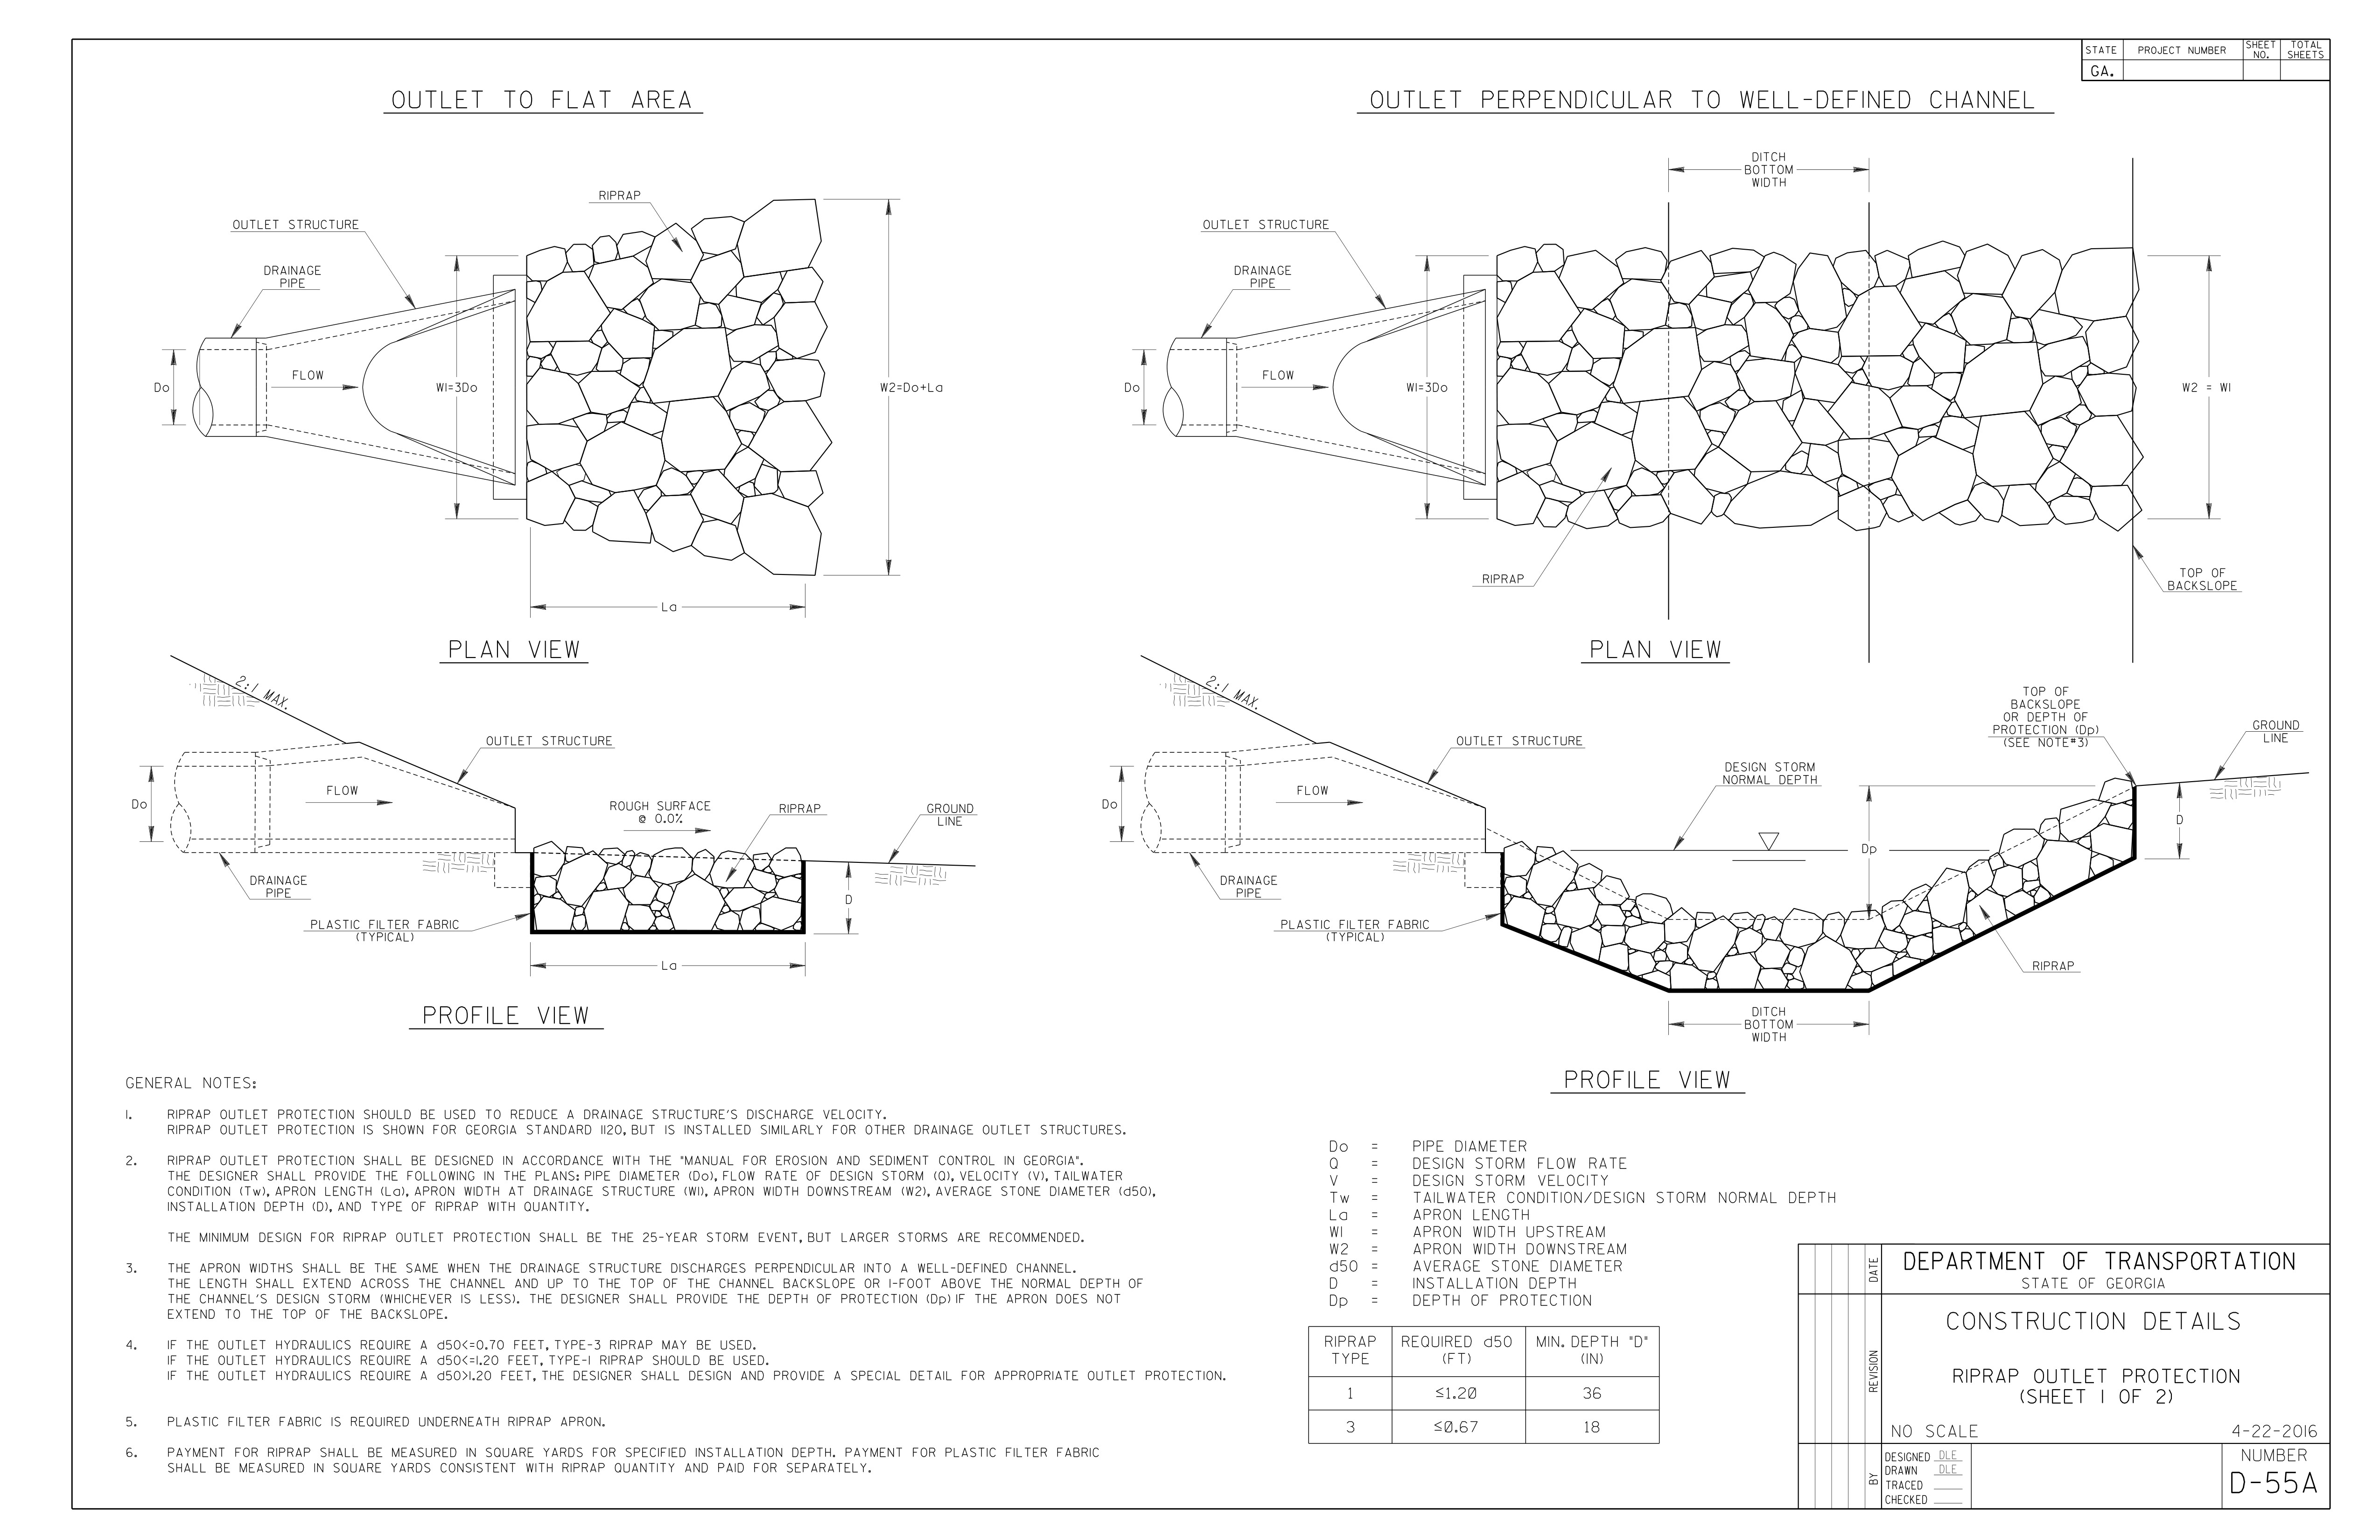 STATE
PROJECT NUMBER
SHEET NO.
TOTAL SHEETS
GA.
OUTLET TO FLAT AREA
RIPRAP
OUTLET STRUCTURE
DRAINAGE
PIPE
Do
FLOW
W1=3Do
W2=Do+La
La
PLAN VIEW
2:1 MAX.
OUTLET STRUCTURE
Do
FLOW
ROUGH SURFACE
@ 0.0%
RIPRAP
GROUND
LINE
D
DRAINAGE
PIPE
PLASTIC FILTER FABRIC
(TYPICAL)
La
PROFILE VIEW
OUTLET PERPENDICULAR TO WELL-DEFINED CHANNEL
DITCH
BOTTOM
WIDTH
OUTLET STRUCTURE
DRAINAGE
PIPE
Do
FLOW
W1=3Do
W2 = W1
RIPRAP
TOP OF
BACKSLOPE
PLAN VIEW
2:1 MAX.
TOP OF
BACKSLOPE
OR DEPTH OF
PROTECTION (Dp)
(SEE NOTE#3)
GROUND
LINE
OUTLET STRUCTURE
DESIGN STORM
NORMAL DEPTH
Do
FLOW
Dp
D
DRAINAGE
PIPE
PLASTIC FILTER FABRIC
(TYPICAL)
RIPRAP
DITCH
BOTTOM
WIDTH
PROFILE VIEW
GENERAL NOTES:
1. RIPRAP OUTLET PROTECTION SHOULD BE USED TO REDUCE A DRAINAGE STRUCTURE'S DISCHARGE VELOCITY.
RIPRAP OUTLET PROTECTION IS SHOWN FOR GEORGIA STANDARD 1120, BUT IS INSTALLED SIMILARLY FOR OTHER DRAINAGE OUTLET STRUCTURES.
2. RIPRAP OUTLET PROTECTION SHALL BE DESIGNED IN ACCORDANCE WITH THE "MANUAL FOR EROSION AND SEDIMENT CONTROL IN GEORGIA".
THE DESIGNER SHALL PROVIDE THE FOLLOWING IN THE PLANS: PIPE DIAMETER (Do), FLOW RATE OF DESIGN STORM (Q), VELOCITY (V), TAILWATER
CONDITION (Tw), APRON LENGTH (La), APRON WIDTH AT DRAINAGE STRUCTURE (W1), APRON WIDTH DOWNSTREAM (W2), AVERAGE STONE DIAMETER (d50),
INSTALLATION DEPTH (D), AND TYPE OF RIPRAP WITH QUANTITY.
THE MINIMUM DESIGN FOR RIPRAP OUTLET PROTECTION SHALL BE THE 25-YEAR STORM EVENT, BUT LARGER STORMS ARE RECOMMENDED.
3. THE APRON WIDTHS SHALL BE THE SAME WHEN THE DRAINAGE STRUCTURE DISCHARGES PERPENDICULAR INTO A WELL-DEFINED CHANNEL.
THE LENGTH SHALL EXTEND ACROSS THE CHANNEL AND UP TO THE TOP OF THE CHANNEL BACKSLOPE OR 1-FOOT ABOVE THE NORMAL DEPTH OF
THE CHANNEL'S DESIGN STORM (WHICHEVER IS LESS). THE DESIGNER SHALL PROVIDE THE DEPTH OF PROTECTION (Dp) IF THE APRON DOES NOT
EXTEND TO THE TOP OF THE BACKSLOPE.
4. IF THE OUTLET HYDRAULICS REQUIRE A d50<=0.70 FEET, TYPE-3 RIPRAP MAY BE USED.
IF THE OUTLET HYDRAULICS REQUIRE A d50<=1.20 FEET, TYPE-1 RIPRAP SHOULD BE USED.
IF THE OUTLET HYDRAULICS REQUIRE A d50>1.20 FEET, THE DESIGNER SHALL DESIGN AND PROVIDE A SPECIAL DETAIL FOR APPROPRIATE OUTLET PROTECTION.
5. PLASTIC FILTER FABRIC IS REQUIRED UNDERNEATH RIPRAP APRON.
6. PAYMENT FOR RIPRAP SHALL BE MEASURED IN SQUARE YARDS FOR SPECIFIED INSTALLATION DEPTH. PAYMENT FOR PLASTIC FILTER FABRIC
SHALL BE MEASURED IN SQUARE YARDS CONSISTENT WITH RIPRAP QUANTITY AND PAID FOR SEPARATELY.
Do = PIPE DIAMETER
Q = DESIGN STORM FLOW RATE
V = DESIGN STORM VELOCITY
Tw = TAILWATER CONDITION/DESIGN STORM NORMAL DEPTH
La = APRON LENGTH
W1 = APRON WIDTH UPSTREAM
W2 = APRON WIDTH DOWNSTREAM
d50 = AVERAGE STONE DIAMETER
D = INSTALLATION DEPTH
Dp = DEPTH OF PROTECTION
RIPRAP TYPE
REQUIRED d50 (FT)
MIN. DEPTH "D" (IN)
1 ≤1.20 36
3 ≤0.67 18
DATE
REVISION
BY
DEPARTMENT OF TRANSPORTATION
STATE OF GEORGIA
CONSTRUCTION DETAILS
RIPRAP OUTLET PROTECTION
(SHEET 1 OF 2)
NO SCALE 4-22-2016
DESIGNED DLE
DRAWN DLE
TRACED
CHECKED
NUMBER
D-55A